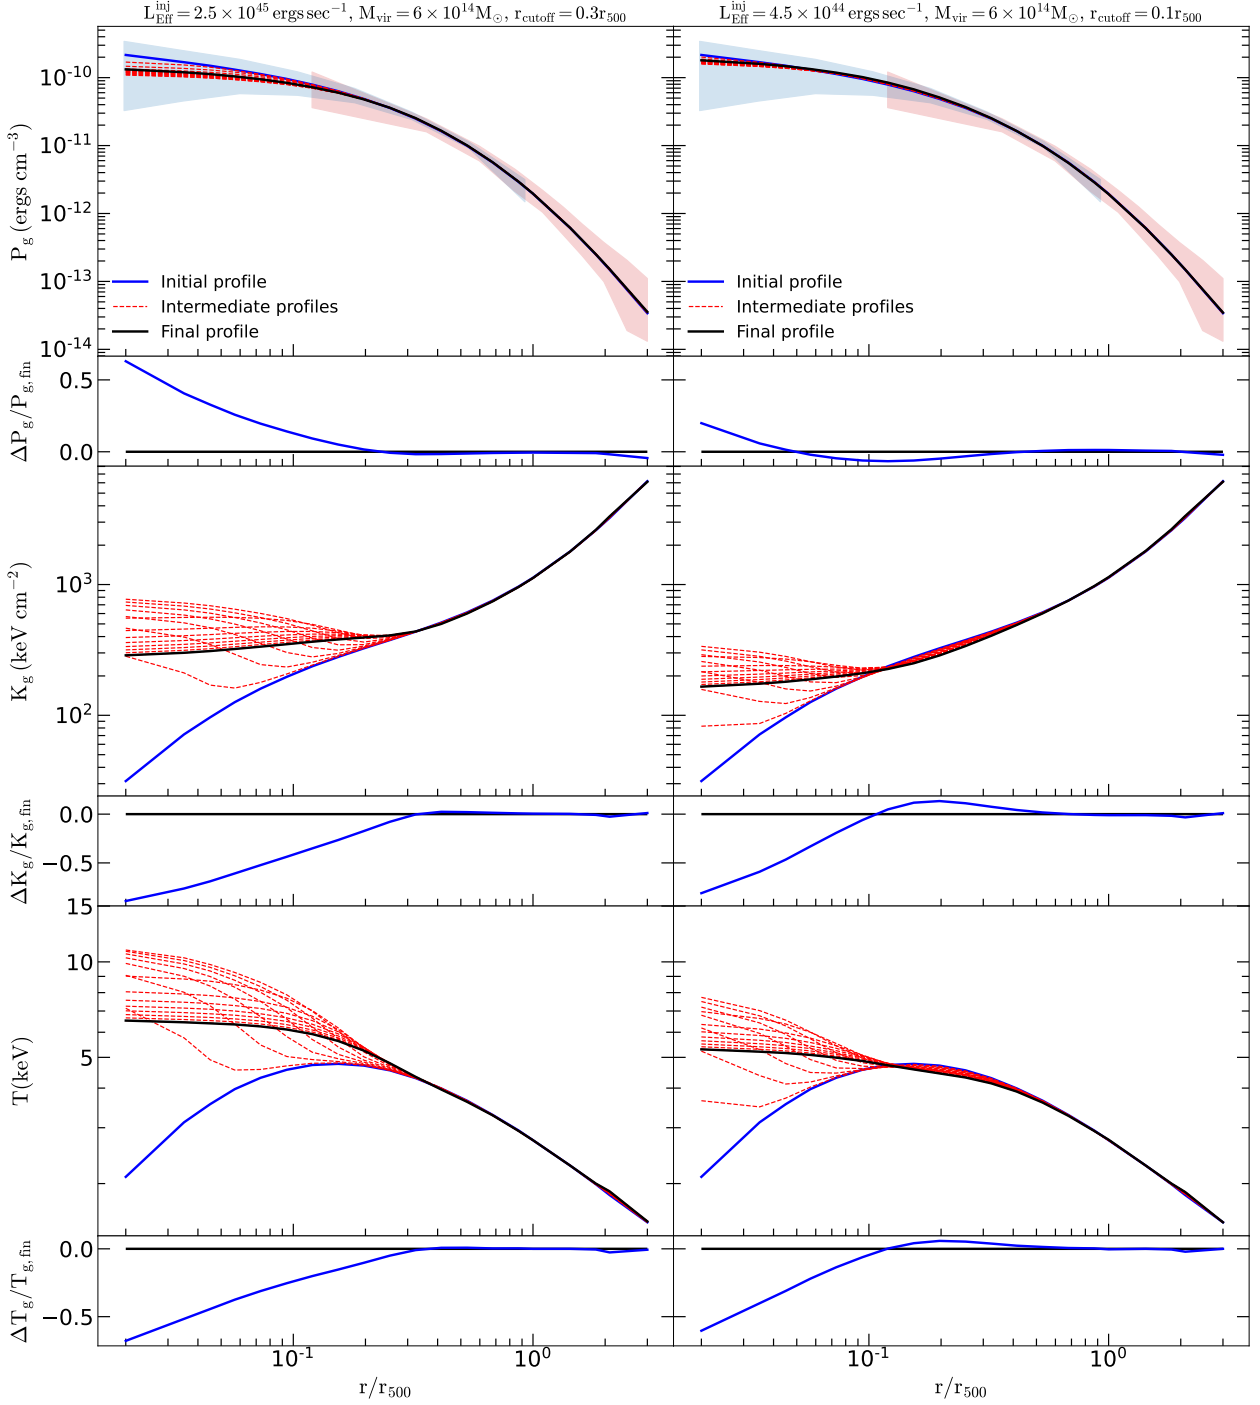 L_Eff^inj = 2.5 × 10^45 ergs sec^−1, M_vir = 6 × 10^14 M_⊙, r_cutoff = 0.3r_500
L_Eff^inj = 4.5 × 10^44 ergs sec^−1, M_vir = 6 × 10^14 M_⊙, r_cutoff = 0.1r_500
P_g (ergs cm^−3)
10^-10
10^-11
10^-12
10^-13
10^-14
Initial profile
Intermediate profiles
Final profile
Initial profile
Intermediate profiles
Final profile
ΔP_g/P_g,fin
0.5
0.0
K_g (keV cm^−2)
10^3
10^2
ΔK_g/K_g,fin
0.0
−0.5
T(keV)
15
10
5
ΔT_g/T_g,fin
0.0
−0.5
10^-1
10^0
10^-1
10^0
r/r_500
r/r_500